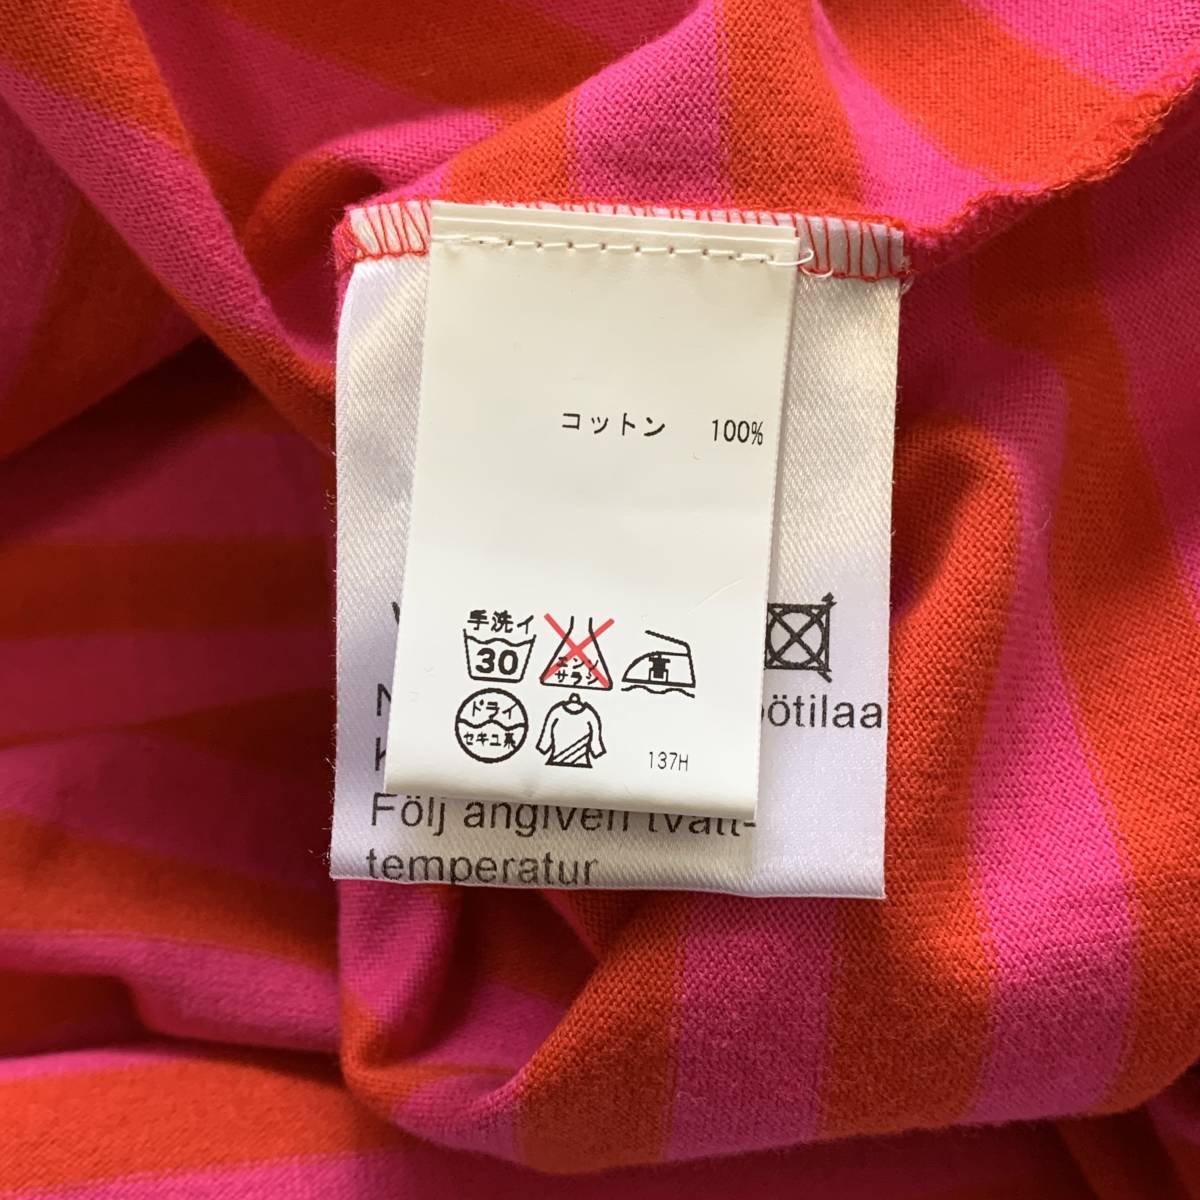 コットン 100%
手洗イ
30
エンソ
サラシ
高
ドライ
セキユ系
137H
Följ angiven tvätt-
temperatur